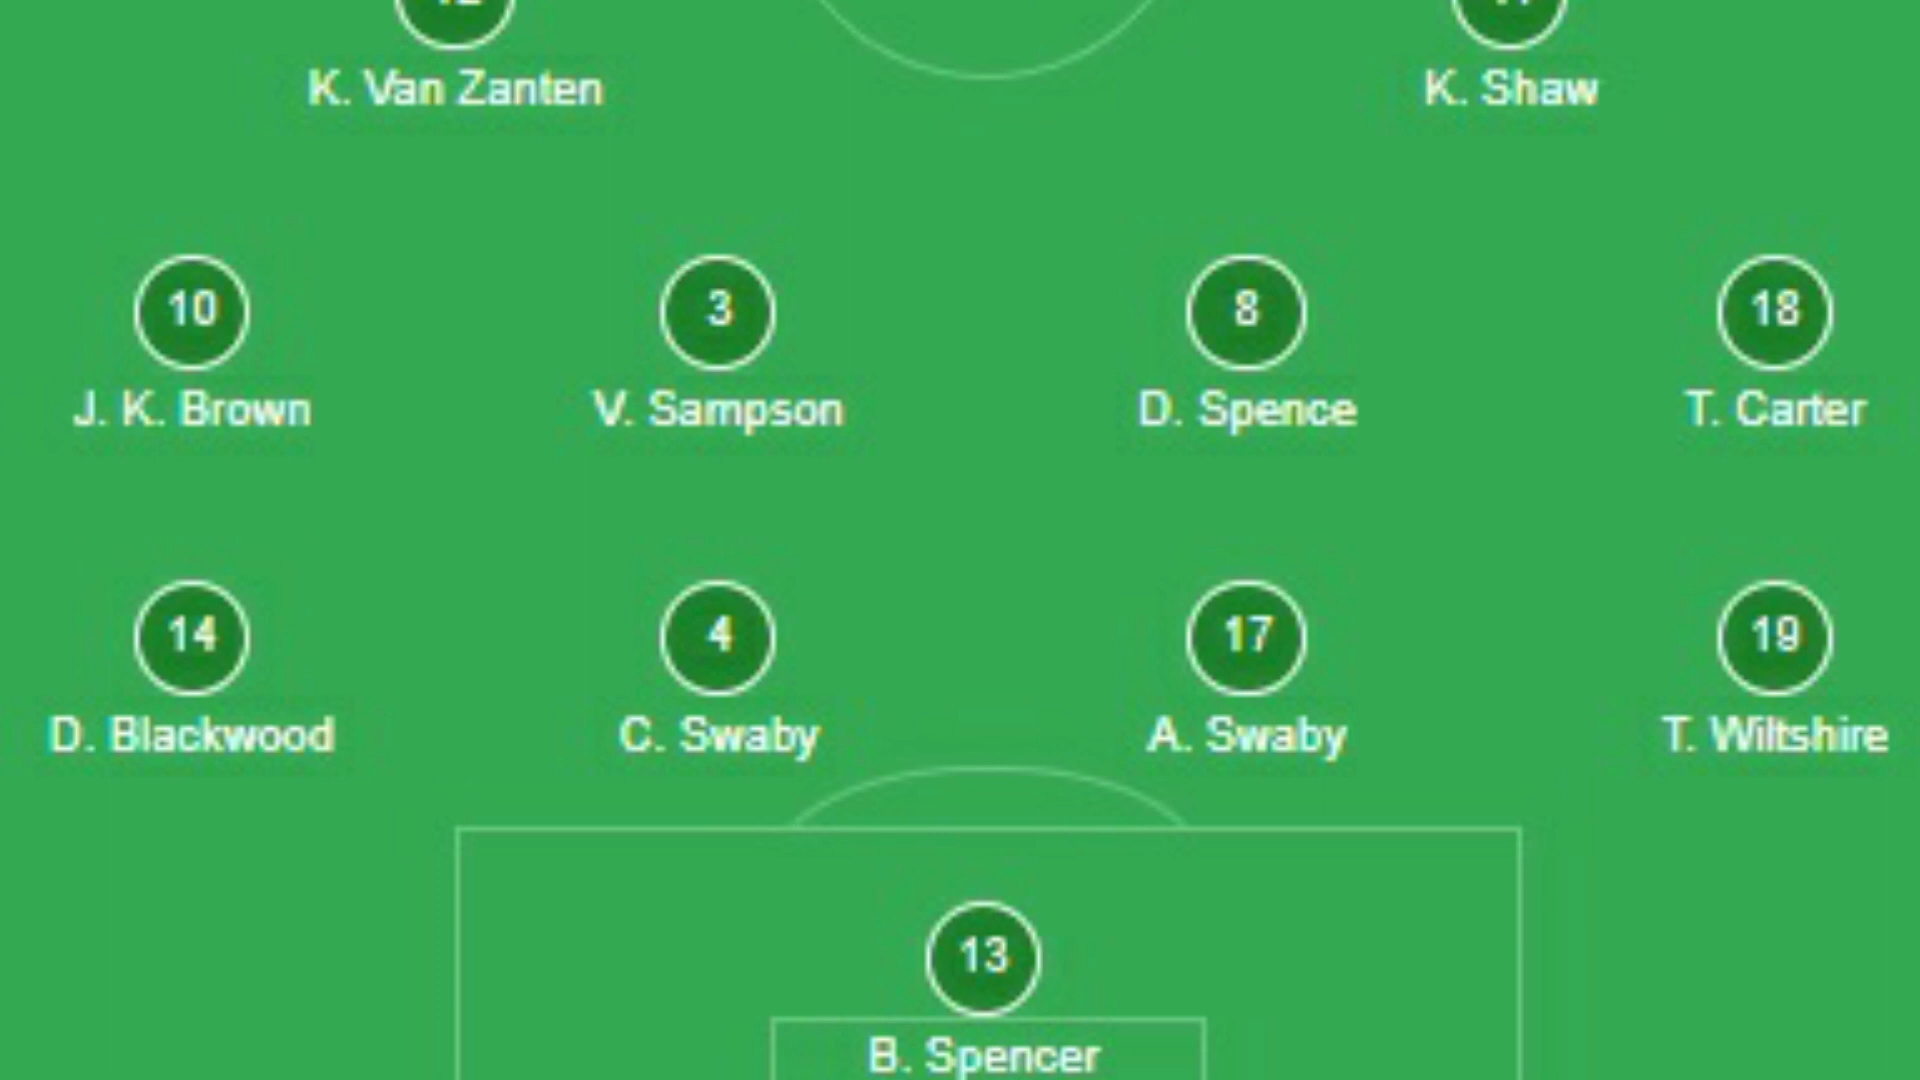 K. Van Zanten
K. Shaw
10
3
8
18
J. K. Brown
V. Sampson
D. Spence
T. Carter
14
4
17
19
D. Blackwood
C. Swaby
A. Swaby
T. Wiltshire
13
B. Spencer